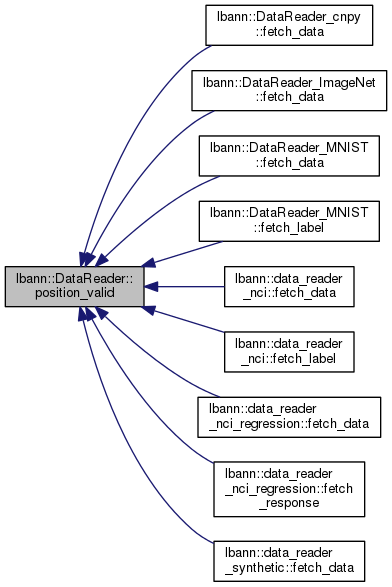 lbann::DataReader_cnpy
::fetch_data
lbann::DataReader_ImageNet
::fetch_data
lbann::DataReader_MNIST
::fetch_data
lbann::DataReader_MNIST
::fetch_label
lbann::DataReader::
position_valid
lbann::data_reader
_nci::fetch_data
lbann::data_reader
_nci::fetch_label
lbann::data_reader
_nci_regression::fetch_data
lbann::data_reader
_nci_regression::fetch
_response
lbann::data_reader
_synthetic::fetch_data